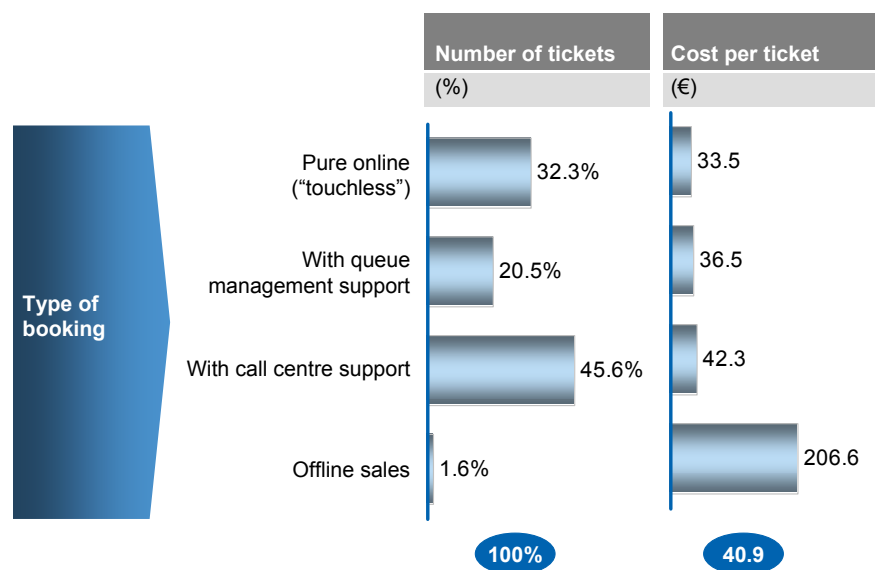 Number of tickets
Cost per ticket
(%)
(€)
Type of
booking
Pure online
(“touchless”)
32.3%
33.5
With queue
management support
20.5%
36.5
With call centre support
45.6%
42.3
Offline sales
1.6%
206.6
100%
40.9